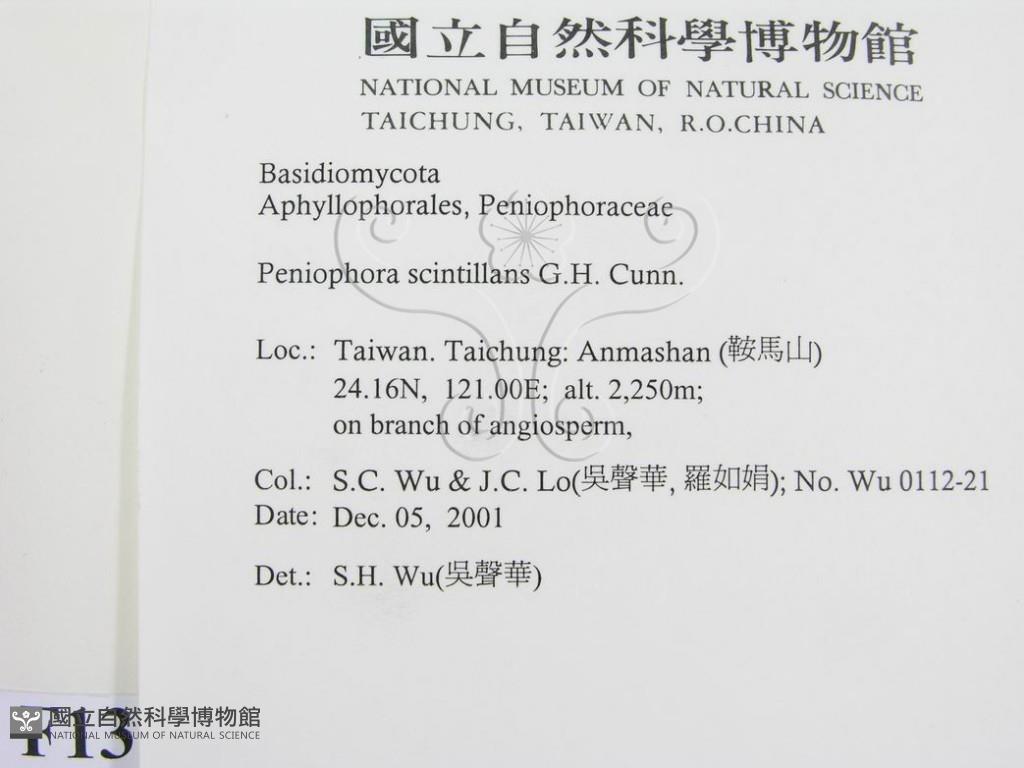 國立自然科學博物館
NATIONAL MUSEUM OF NATURAL SCIENCE
TAICHUNG, TAIWAN, R.O.CHINA
Basidiomycota
Aphyllophorales, Peniophoraceae
Peniophora scintillans G.H. Cunn.
Loc.: Taiwan. Taichung: Anmashan (鞍馬山)
24.16N, 121.00E; alt. 2,250m;
on branch of angiosperm,
Col.: S.C. Wu & J.C. Lo(吳聲華, 羅如娟); No. Wu 0112-21
Date: Dec. 05, 2001
Det.: S.H. Wu(吳聲華)
F13
國立自然科學博物館
NATIONAL MUSEUM OF NATURAL SCIENCE